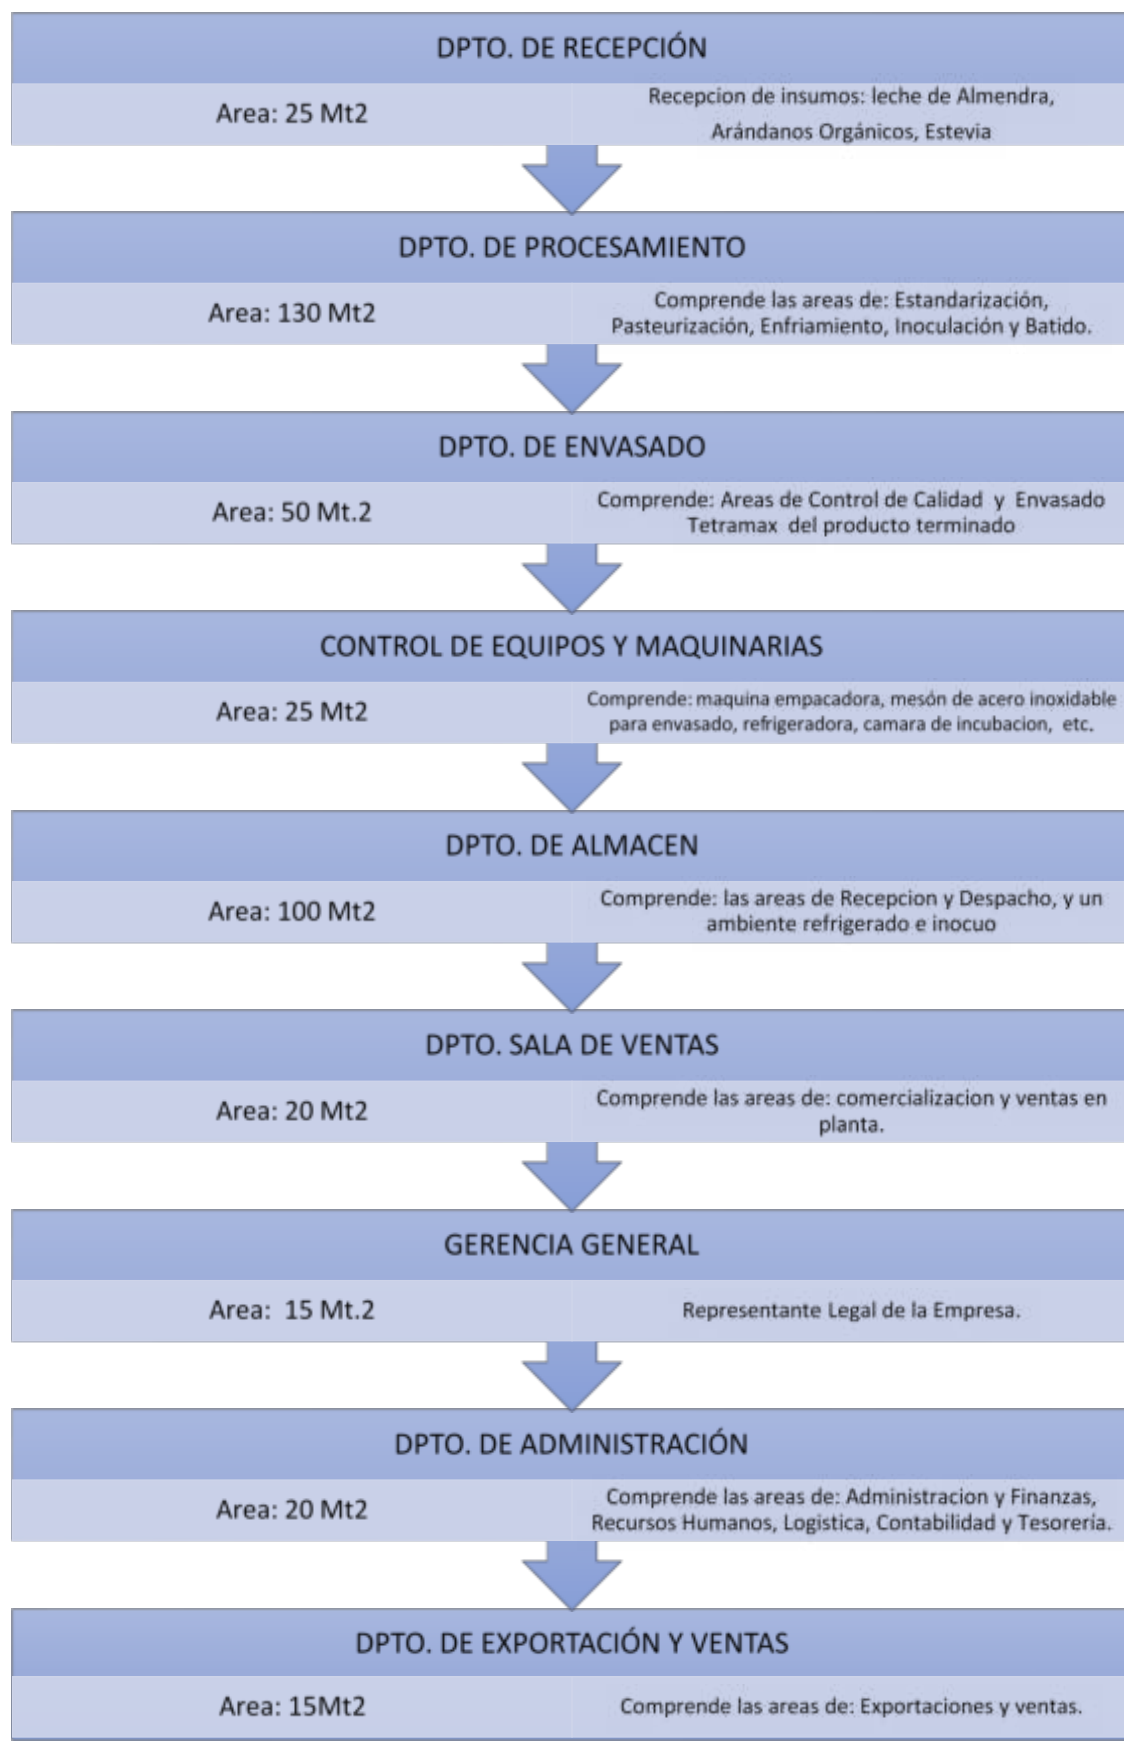 DPTO. DE RECEPCIÓN
Area: 25 Mt2
Recepcion de insumos: leche de Almendra,
Arándanos Orgánicos, Estevia
DPTO. DE PROCESAMIENTO
Area: 130 Mt2
Comprende las areas de: Estandarización,
Pasteurización, Enfriamiento, Inoculación y Batido.
DPTO. DE ENVASADO
Area: 50 Mt.2
Comprende: Areas de Control de Calidad y Envasado
Tetramax del producto terminado
CONTROL DE EQUIPOS Y MAQUINARIAS
Area: 25 Mt2
Comprende: maquina empacadora, mesón de acero inoxidable
para envasado, refrigeradora, camara de incubacion, etc.
DPTO. DE ALMACEN
Area: 100 Mt2
Comprende: las areas de Recepcion y Despacho, y un
ambiente refrigerado e inocuo
DPTO. SALA DE VENTAS
Area: 20 Mt2
Comprende las areas de: comercializacion y ventas en
planta.
GERENCIA GENERAL
Area: 15 Mt.2
Representante Legal de la Empresa.
DPTO. DE ADMINISTRACIÓN
Area: 20 Mt2
Comprende las areas de: Administracion y Finanzas,
Recursos Humanos, Logistica, Contabilidad y Tesorería.
DPTO. DE EXPORTACIÓN Y VENTAS
Area: 15Mt2
Comprende las areas de: Exportaciones y ventas.